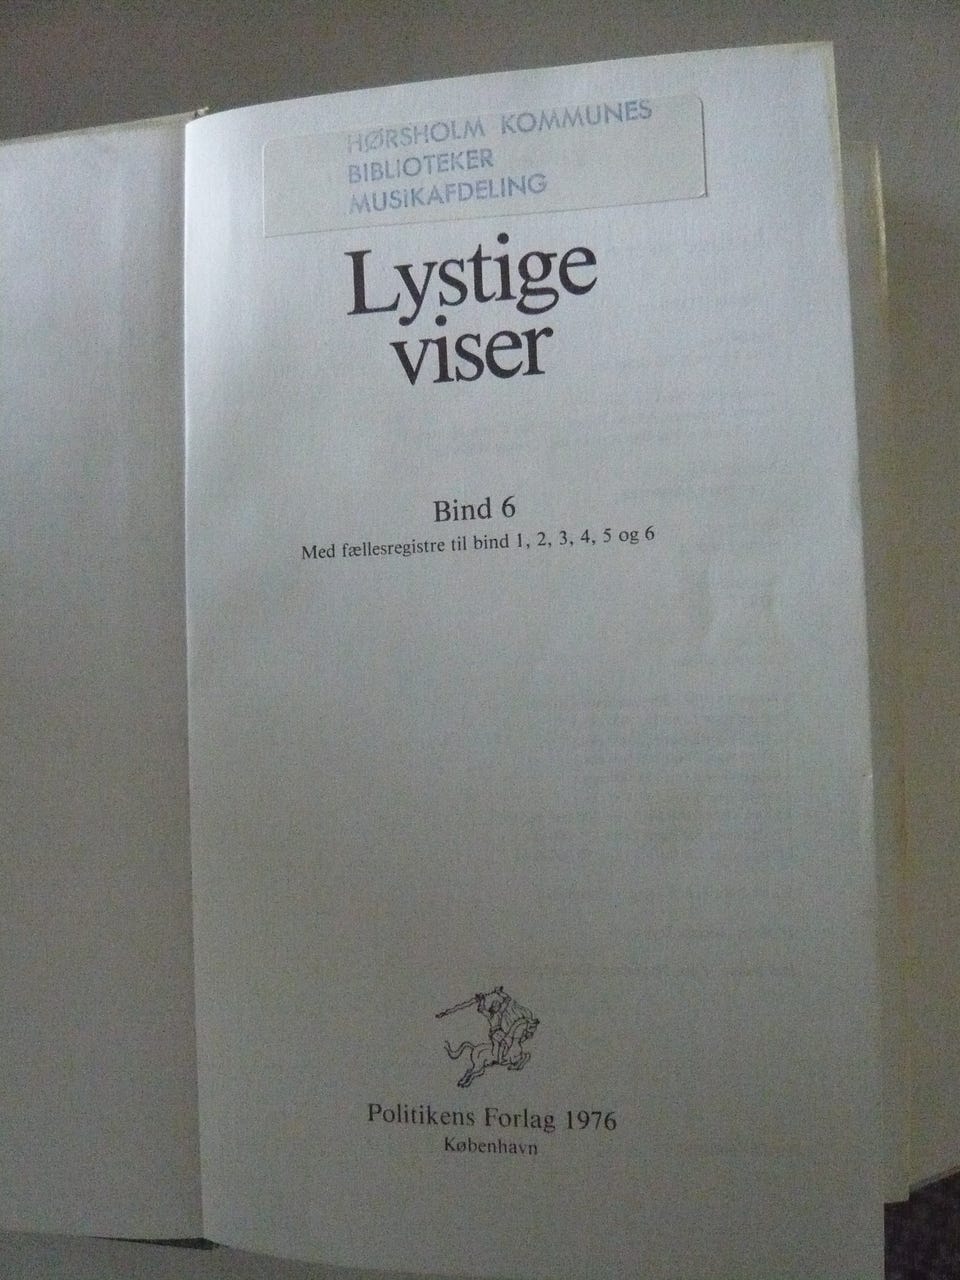 HØRSHOLM KOMMUNES
BIBLIOTEKER
MUSiKAFDELING
Lystige
viser
Bind 6
Med fællesregistre til bind 1, 2, 3, 4, 5 og 6
Politikens Forlag 1976
København